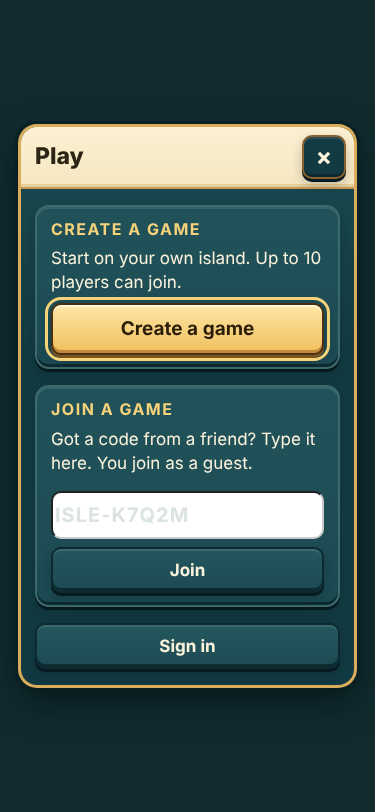 Play
×
CREATE A GAME
Start on your own island. Up to 10
players can join.
Create a game
JOIN A GAME
Got a code from a friend? Type it
here. You join as a guest.
ISLE-K7Q2M
Join
Sign in